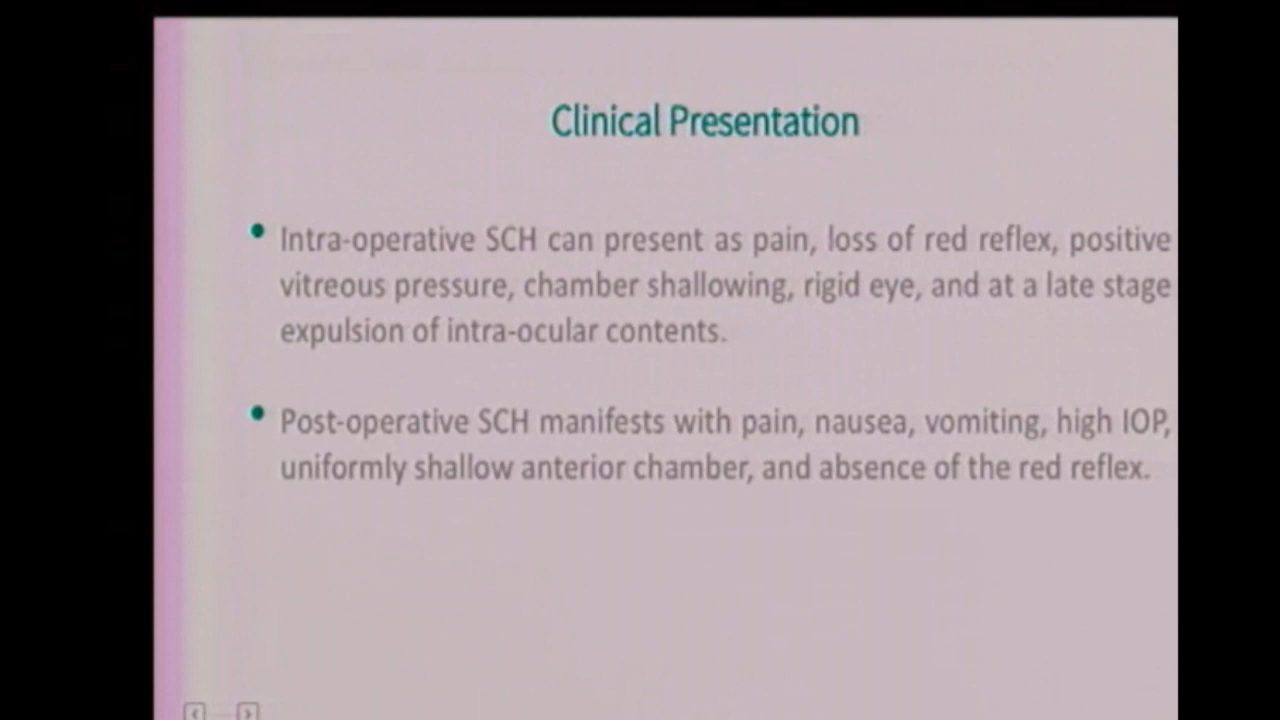 Clinical Presentation
• Intra-operative SCH can present as pain, loss of red reflex, positive
vitreous pressure, chamber shallowing, rigid eye, and at a late stage
expulsion of intra-ocular contents.
• Post-operative SCH manifests with pain, nausea, vomiting, high IOP,
uniformly shallow anterior chamber, and absence of the red reflex.